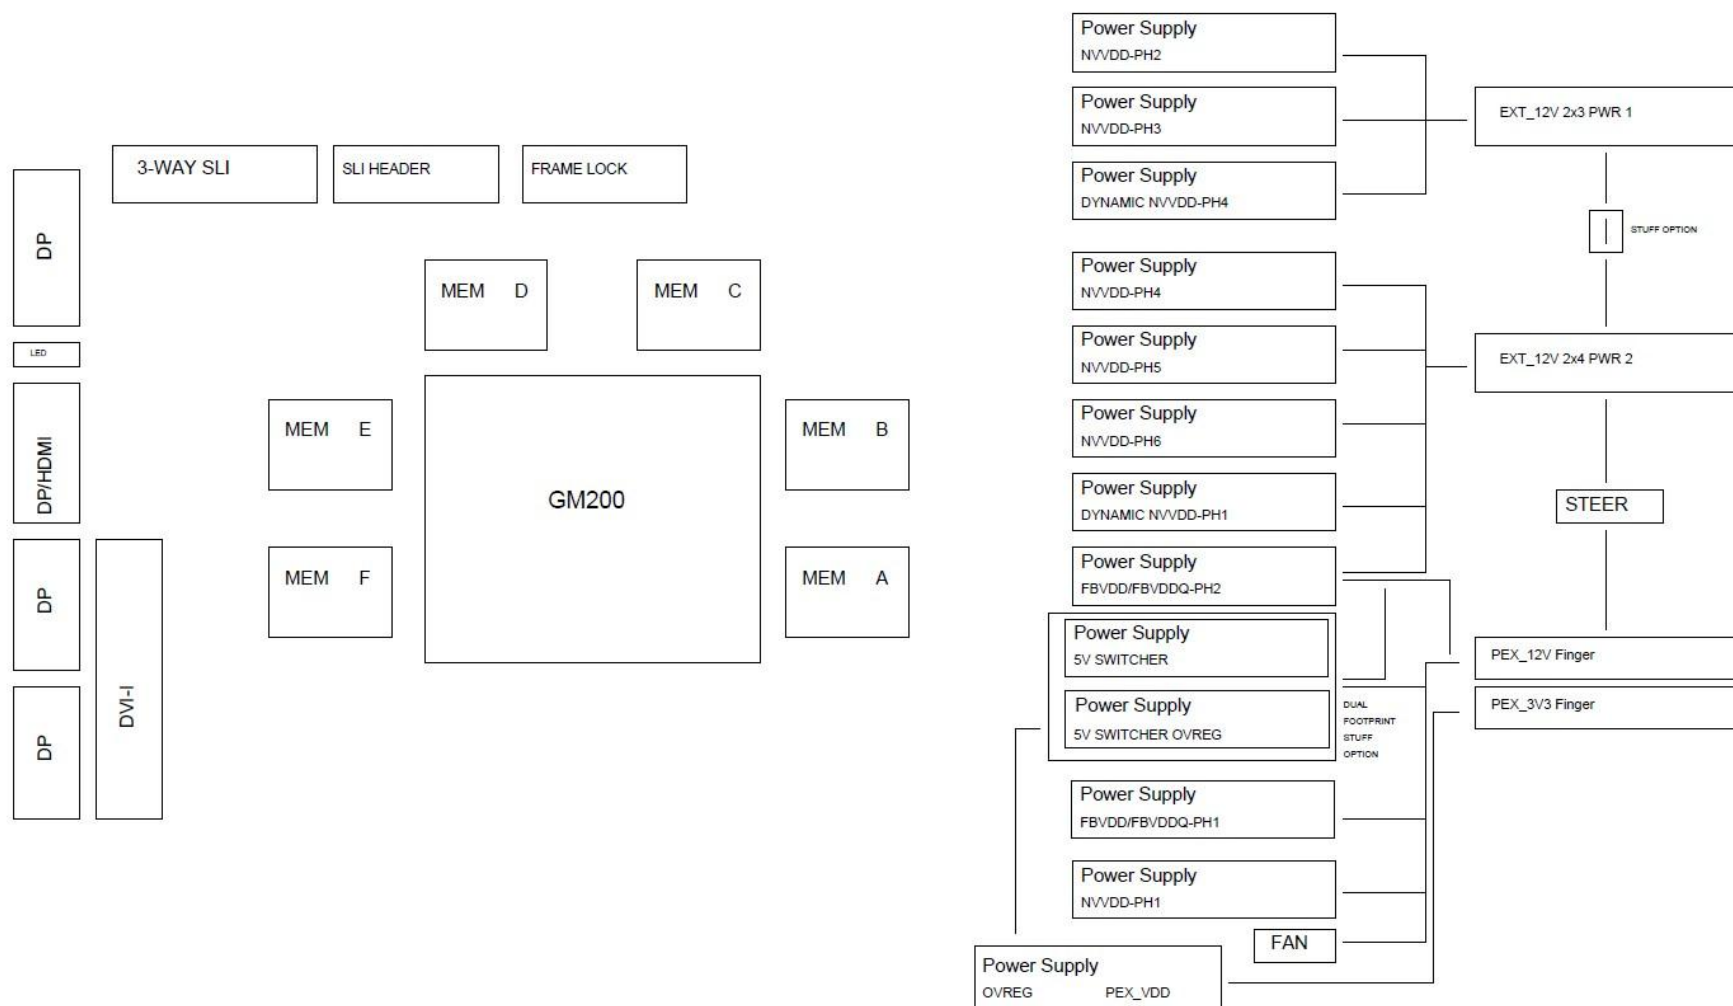 3-WAY SLI
SLI HEADER
FRAME LOCK
DP
LED
DP/HDMI
DP
DP
DVI-I
MEM D
MEM C
MEM E
MEM B
GM200
MEM F
MEM A
Power Supply
NVVDD-PH2
Power Supply
NVVDD-PH3
Power Supply
DYNAMIC NVVDD-PH4
Power Supply
NVVDD-PH4
Power Supply
NVVDD-PH5
Power Supply
NVVDD-PH6
Power Supply
DYNAMIC NVVDD-PH1
Power Supply
FBVDD/FBVDDQ-PH2
Power Supply
5V SWITCHER
Power Supply
5V SWITCHER OVREG
DUAL
FOOTPRINT
STUFF
OPTION
Power Supply
FBVDD/FBVDDQ-PH1
Power Supply
NVVDD-PH1
FAN
Power Supply
OVREG PEX_VDD
EXT_12V 2x3 PWR 1
STUFF OPTION
EXT_12V 2x4 PWR 2
STEER
PEX_12V Finger
PEX_3V3 Finger